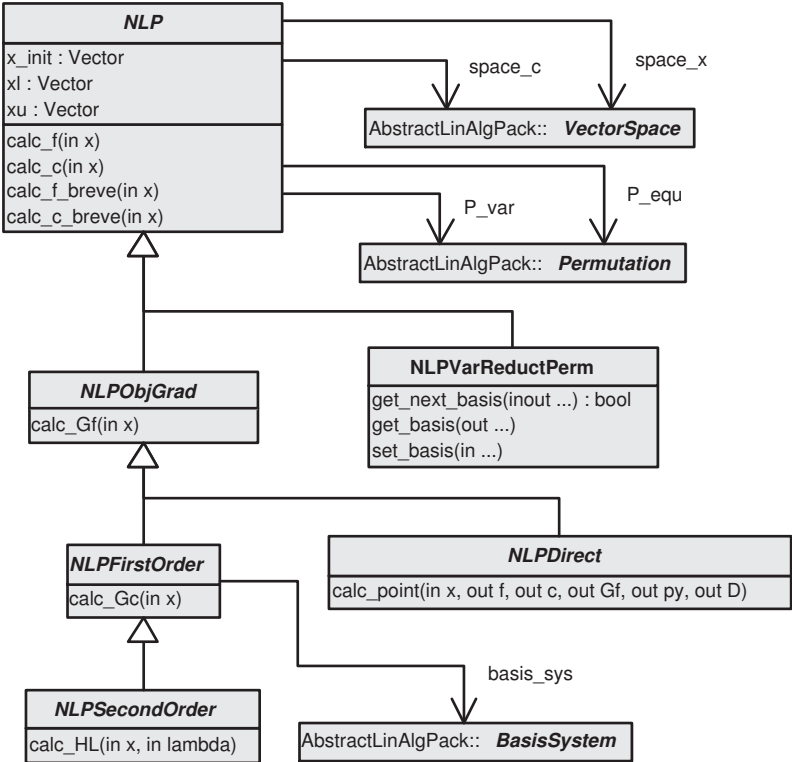 NLP
x_init : Vector
xl : Vector
xu : Vector
calc_f(in x)
calc_c(in x)
calc_f_breve(in x)
calc_c_breve(in x)
space_c
space_x
AbstractLinAlgPack:: VectorSpace
P_var
P_equ
AbstractLinAlgPack:: Permutation
NLPObjGrad
calc_Gf(in x)
NLPVarReductPerm
get_next_basis(inout ...) : bool
get_basis(out ...)
set_basis(in ...)
NLPFirstOrder
calc_Gc(in x)
NLPDirect
calc_point(in x, out f, out c, out Gf, out py, out D)
basis_sys
NLPSecondOrder
calc_HL(in x, in lambda)
AbstractLinAlgPack:: BasisSystem